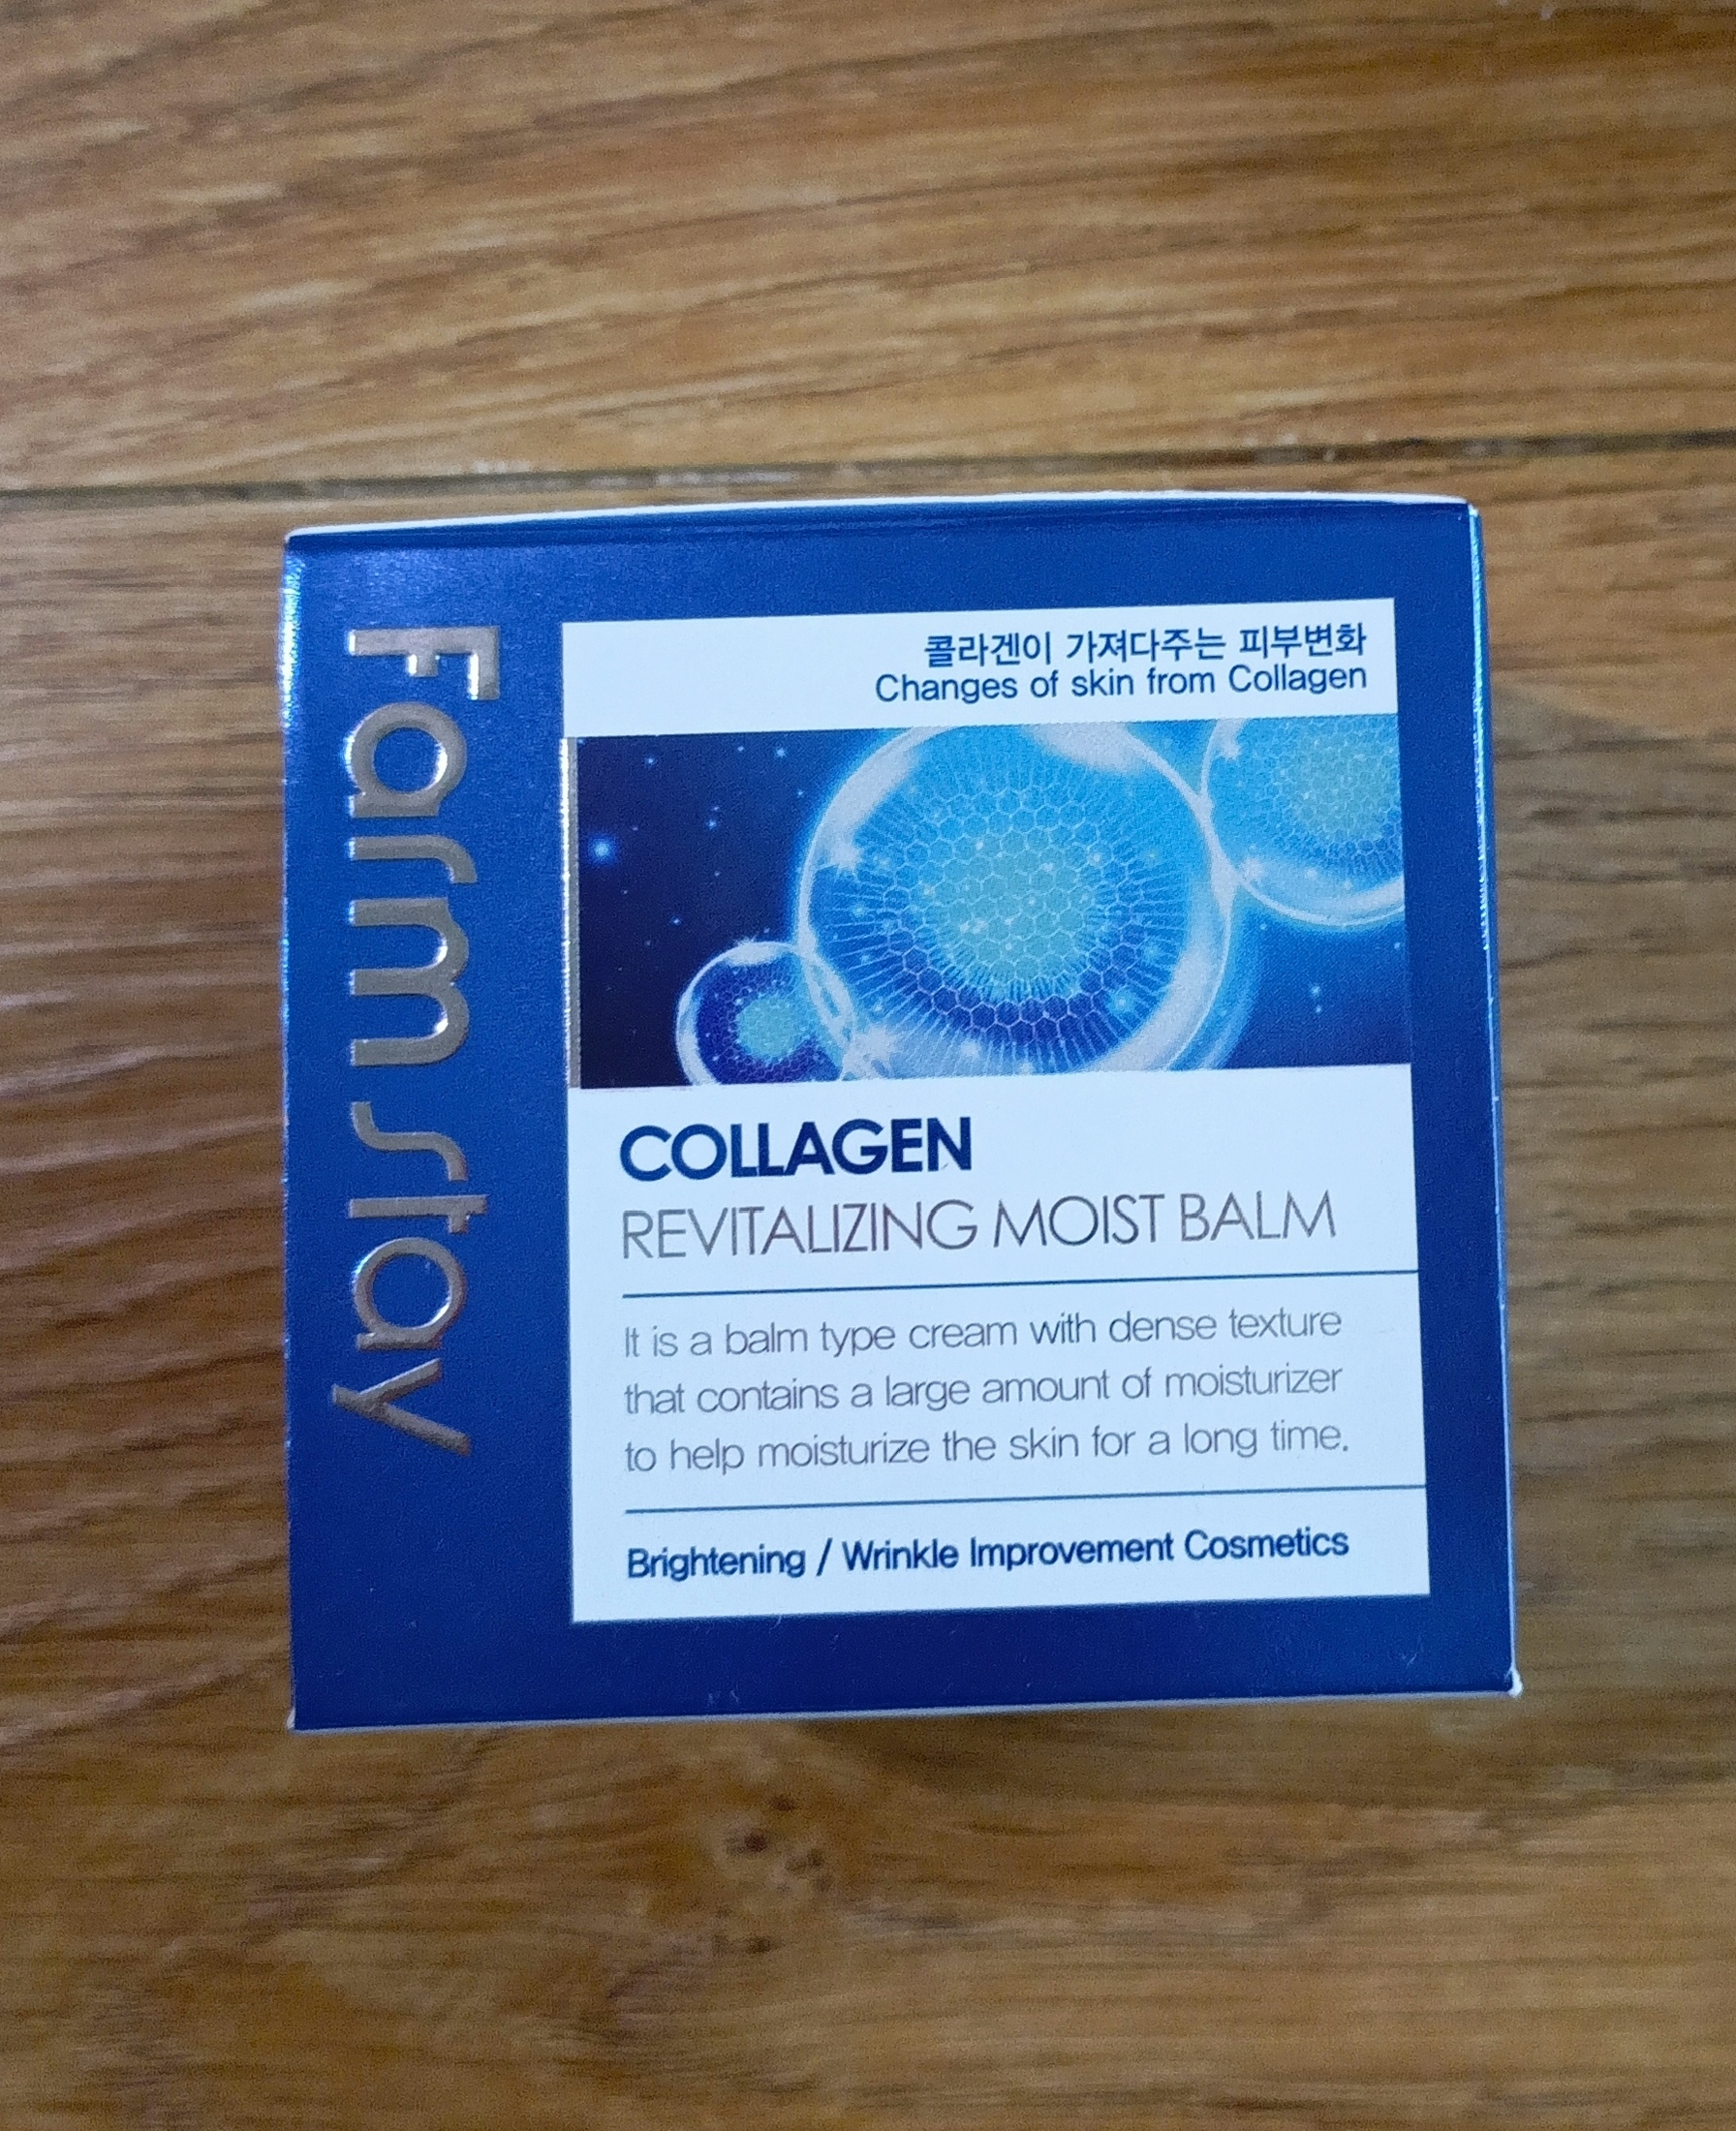 Farm Stay
콜라겐이 가져다주는 피부변화
Changes of skin from Collagen
COLLAGEN
REVITALIZING MOIST BALM
It is a balm type cream with dense texture
that contains a large amount of moisturizer
to help moisturize the skin for a long time.
Brightening / Wrinkle Improvement Cosmetics